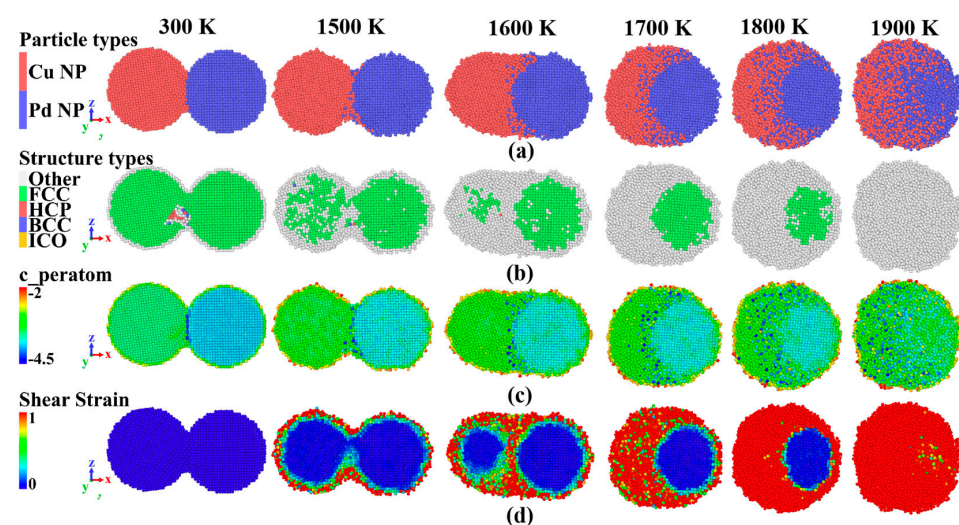 300 K 1500 K 1600 K 1700 K 1800 K 1900 K
Particle types
Cu NP
Pd NP
z
y x
(a)
Structure types
Other
FCC
HCP
BCC
ICO
z
y x
(b)
c_peratom
-2
-4.5
z
y x
(c)
Shear Strain
1
0
z
y x
(d)